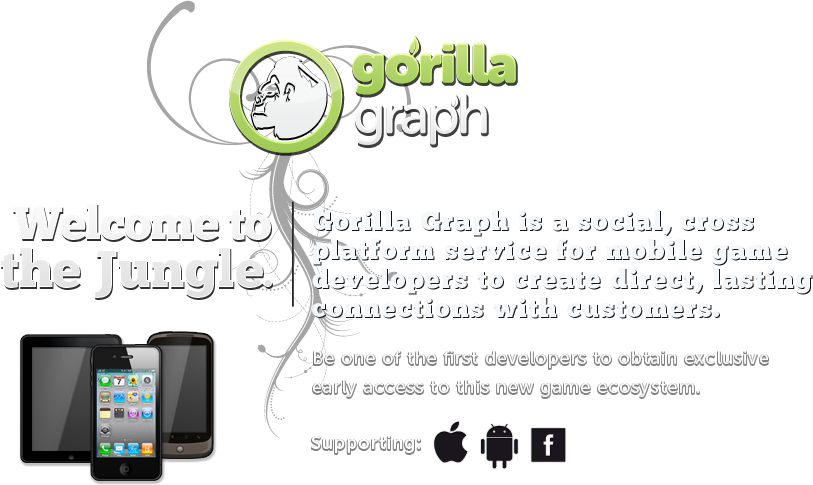 gorilla
graph
Welcome to
the Jungle.
Gorilla Graph is a social, cross
platform service for mobile game
developers to create direct, lasting
connections with customers.
Be one of the first developers to obtain exclusive
early access to this new game ecosystem.
Supporting: